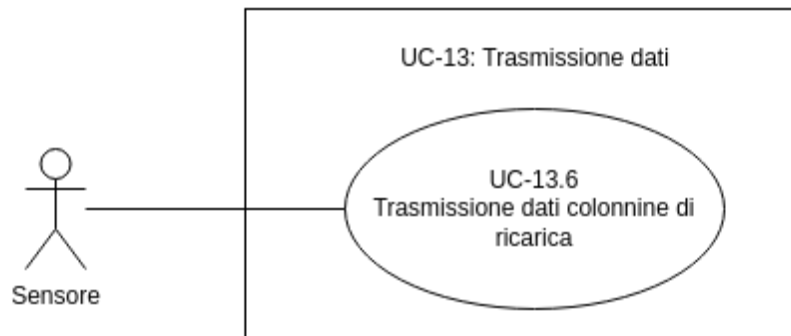 UC-13: Trasmissione dati
UC-13.6
Trasmissione dati colonnine di
ricarica
Sensore